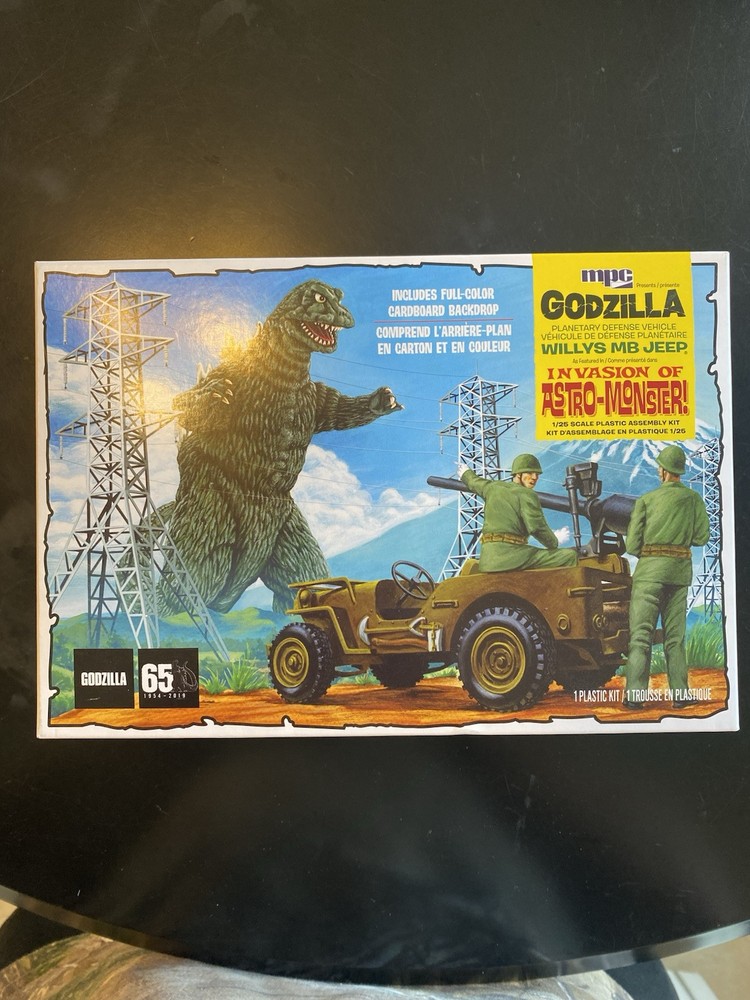 INCLUDES FULL-COLOR
CARDBOARD BACKDROP
COMPREND L'ARRIÈRE-PLAN
EN CARTON ET EN COULEUR
mpc
Presents / présente
GODZILLA
PLANETARY DEFENSE VEHICLE
VÉHICULE DE DÉFENSE PLANÉTAIRE
WILLYS MB JEEP®
As Featured In / Comme présenté dans
INVASION OF
ASTRO-MONSTER!
1/25 SCALE PLASTIC ASSEMBLY KIT
KIT D'ASSEMBLAGE EN PLASTIQUE 1/25
GODZILLA
65
1954-2019
1 PLASTIC KIT / 1 TROUSSE EN PLASTIQUE